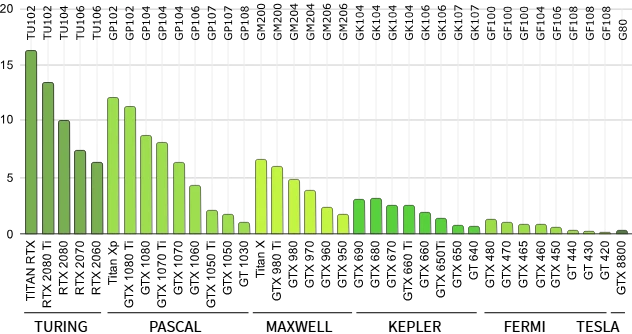 20
15
10
5
0
TU102
TU102
TU104
TU106
TU106
GP102
GP102
GP104
GP104
GP104
GP106
GP107
GP107
GP108
GM200
GM200
GM204
GM204
GM206
GM206
GK104
GK104
GK104
GK104
GK106
GK106
GK107
GK107
GF100
GF100
GF100
GF104
GF106
GF108
GF108
GF108
G80
TITAN RTX
RTX 2080 Ti
RTX 2080
RTX 2070
RTX 2060
Titan Xp
GTX 1080 Ti
GTX 1080
GTX 1070 Ti
GTX 1070
GTX 1060
GTX 1050 Ti
GTX 1050
GT 1030
Titan X
GTX 980 Ti
GTX 980
GTX 970
GTX 960
GTX 950
GTX 690
GTX 680
GTX 670
GTX 660 Ti
GTX 660
GTX 650Ti
GTX 650
GT 640
GTX 480
GTX 470
GTX 465
GTX 460
GTX 450
GT 440
GT 430
GT 420
GTX 8800
TURING
PASCAL
MAXWELL
KEPLER
FERMI
TESLA